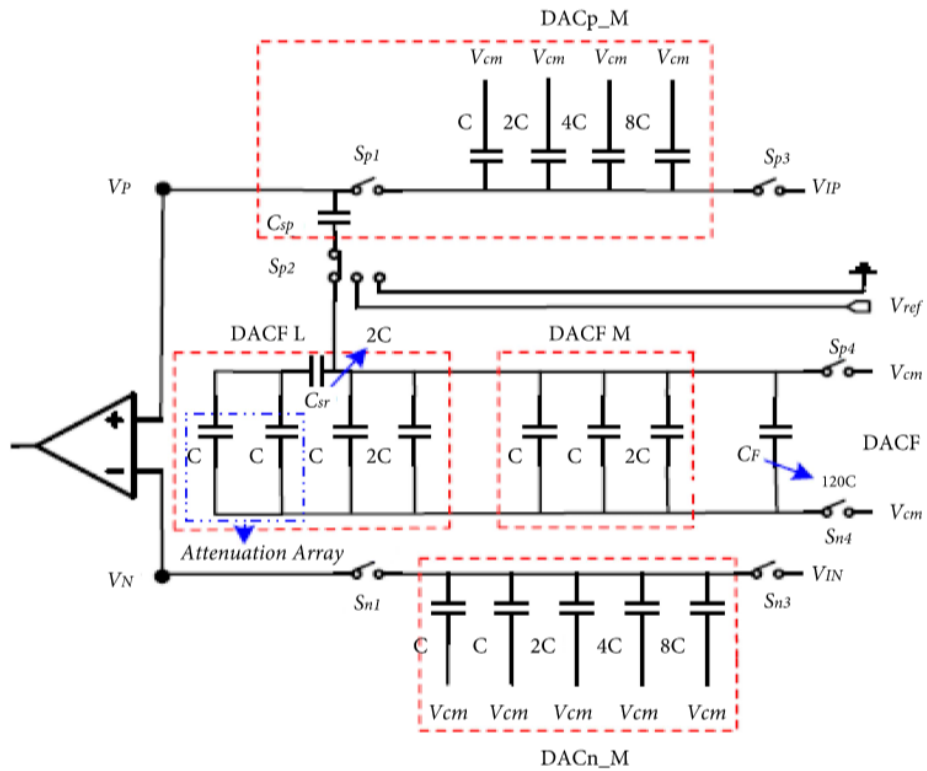 DACp_M
Vcm Vcm Vcm Vcm
C 2C 4C 8C
Sp1
Sp3
VP
VIP
Csp
Sp2
Vref
DACF L
2C
DACF M
Sp4
Vcm
Csr
+
C C C 2C
C C 2C
CF
DACF
−
120C
Vcm
Attenuation Array
Sn4
VN
VIN
Sn1
Sn3
C C 2C 4C 8C
Vcm Vcm Vcm Vcm Vcm
DACn_M